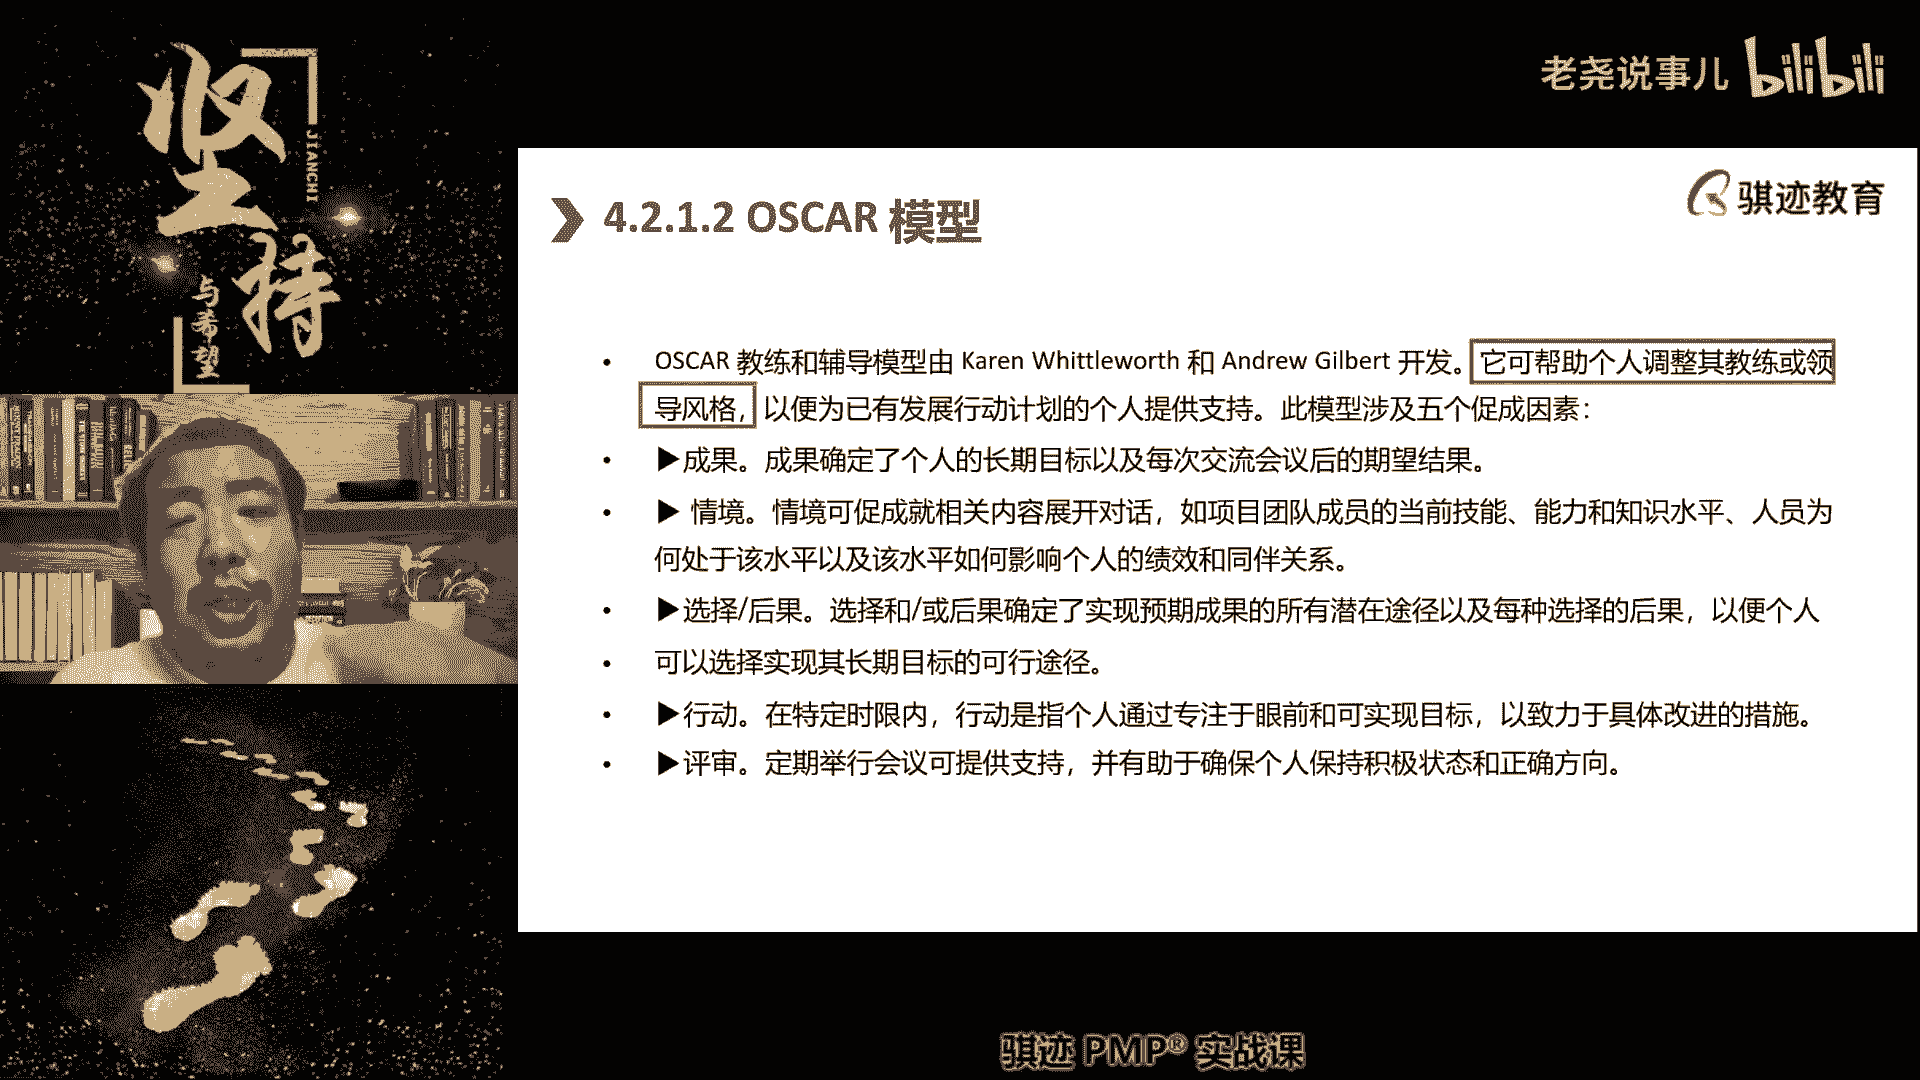 坚持
JIANCHI
与希望
老尧说事儿 bilibili
骐迹教育
4.2.1.2 OSCAR 模型
• OSCAR 教练和辅导模型由 Karen Whittleworth 和 Andrew Gilbert 开发。它可帮助个人调整其教练或领
导风格，以便为已有发展行动计划的个人提供支持。此模型涉及五个促成因素：
• ▶成果。成果确定了个人的长期目标以及每次交流会议后的期望结果。
• ▶ 情境。情境可促成就相关内容展开对话，如项目团队成员的当前技能、能力和知识水平、人员为
何处于该水平以及该水平如何影响个人的绩效和同伴关系。
• ▶选择/后果。选择和/或后果确定了实现预期成果的所有潜在途径以及每种选择的后果，以便个人
• 可以选择实现其长期目标的可行途径。
• ▶行动。在特定时限内，行动是指个人通过专注于眼前和可实现目标，以致力于具体改进的措施。
• ▶评审。定期举行会议可提供支持，并有助于确保个人保持积极状态和正确方向。
骐迹 PMP® 实战课